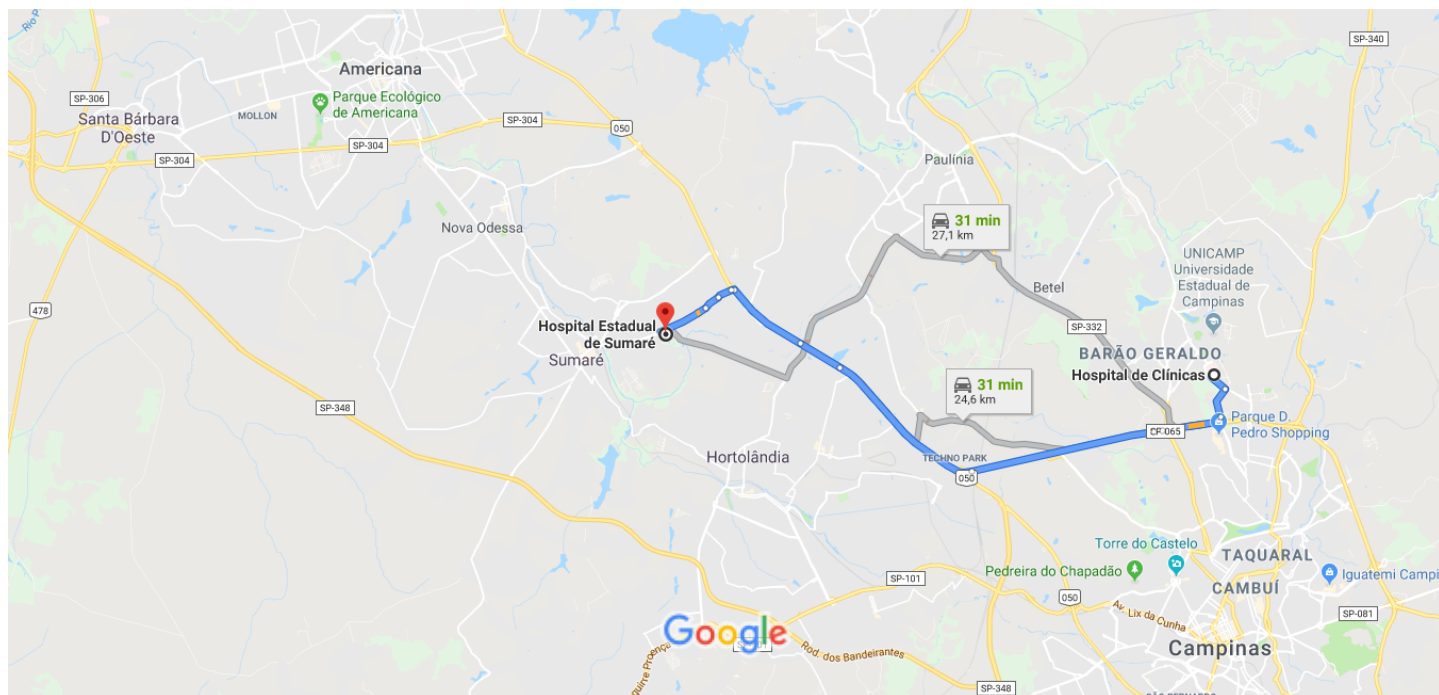 SP-340
Americana
SP-306
Parque Ecológico
de Americana
MOLLON
Santa Bárbara
D'Oeste
SP-304
050
SP-304
SP-304
Paulínia
31 min
27,1 km
Nova Odessa
UNICAMP
Universidade
Estadual de
Campinas
Betel
478
SP-332
Hospital Estadual
de Sumaré
Sumaré
BARÃO GERALDO
Hospital de Clínicas
31 min
24,6 km
SP-348
Parque D.
Pedro Shopping
SP-065
Hortolândia
TECHNO PARK
050
Torre do Castelo
TAQUARAL
Pedreira do Chapadão
Iguatemi Campi
SP-101
CAMBUÍ
050
Av. Lix da Cunha
SP-081
Google
Campinas
Rod. dos Bandeirantes
SP-348